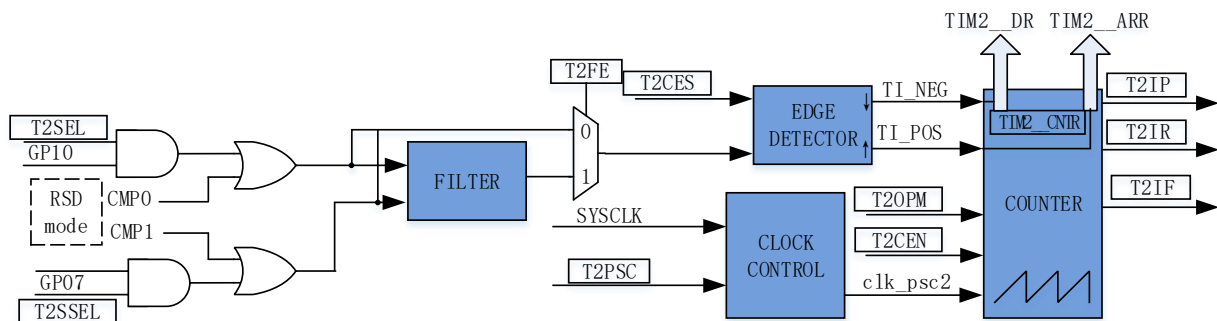 TIM2__DR TIM2__ARR
T2FE
T2CES
TI_NEG
T2IP
EDGE
DETECTOR
TIM2__CNTR
T2SEL
GP10
0
TI_POS
T2IR
FILTER
1
RSD
mode
CMP0
CMP1
SYSCLK
T2OPM
COUNTER
T2IF
CLOCK
CONTROL
T2CEN
GP07
T2SSEL
T2PSC
clk_psc2